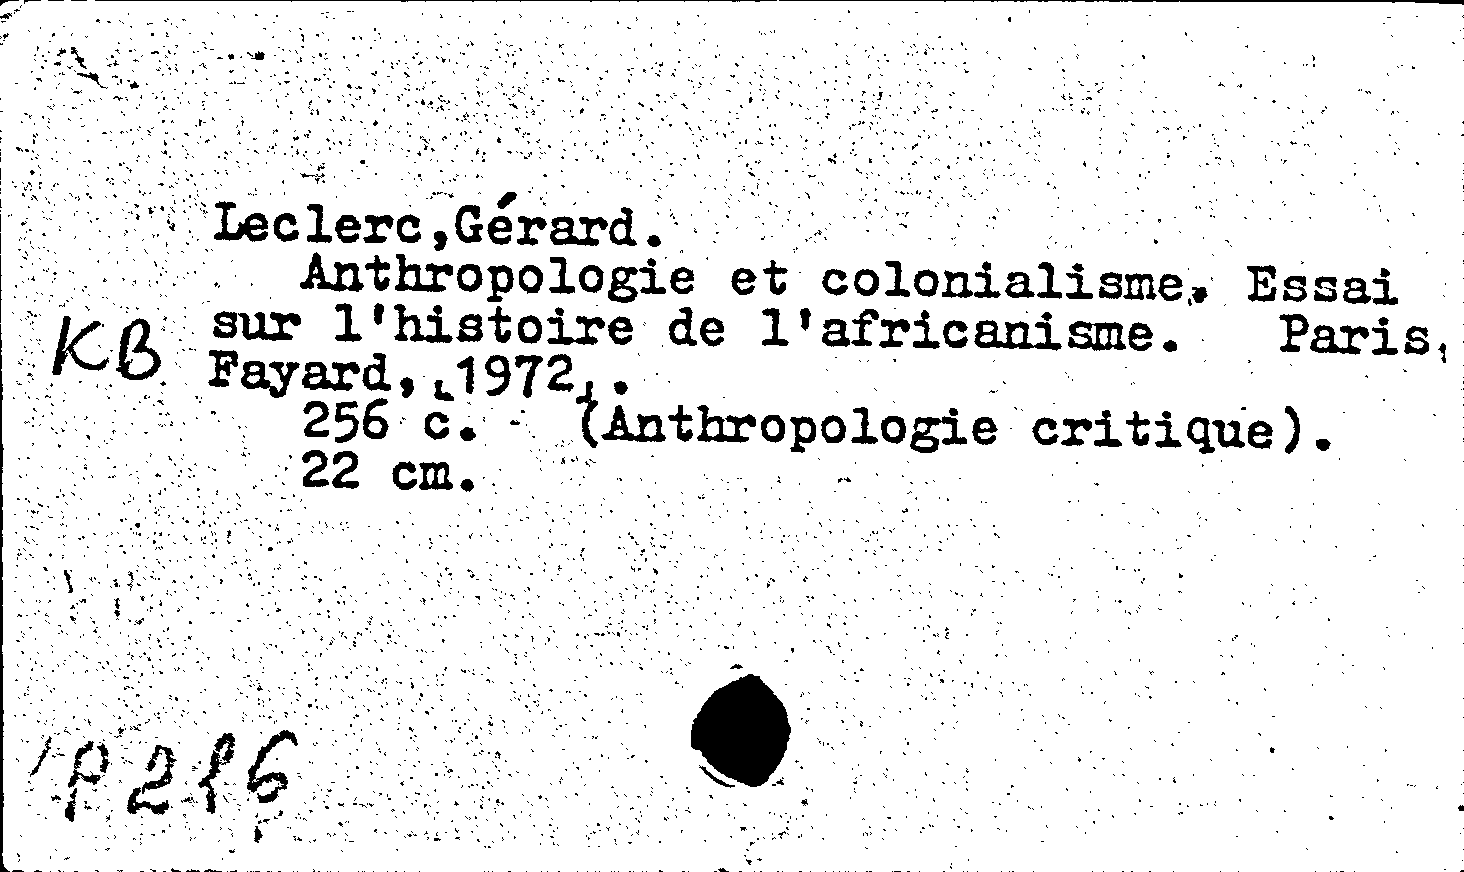 Leclerc,Gérard.
Anthropologie et colonialisme. Essai
KB
sur l'histoire de l'africanisme. Paris,
Fayard, [1972].
256 c. (Anthropologie critique).
22 cm.